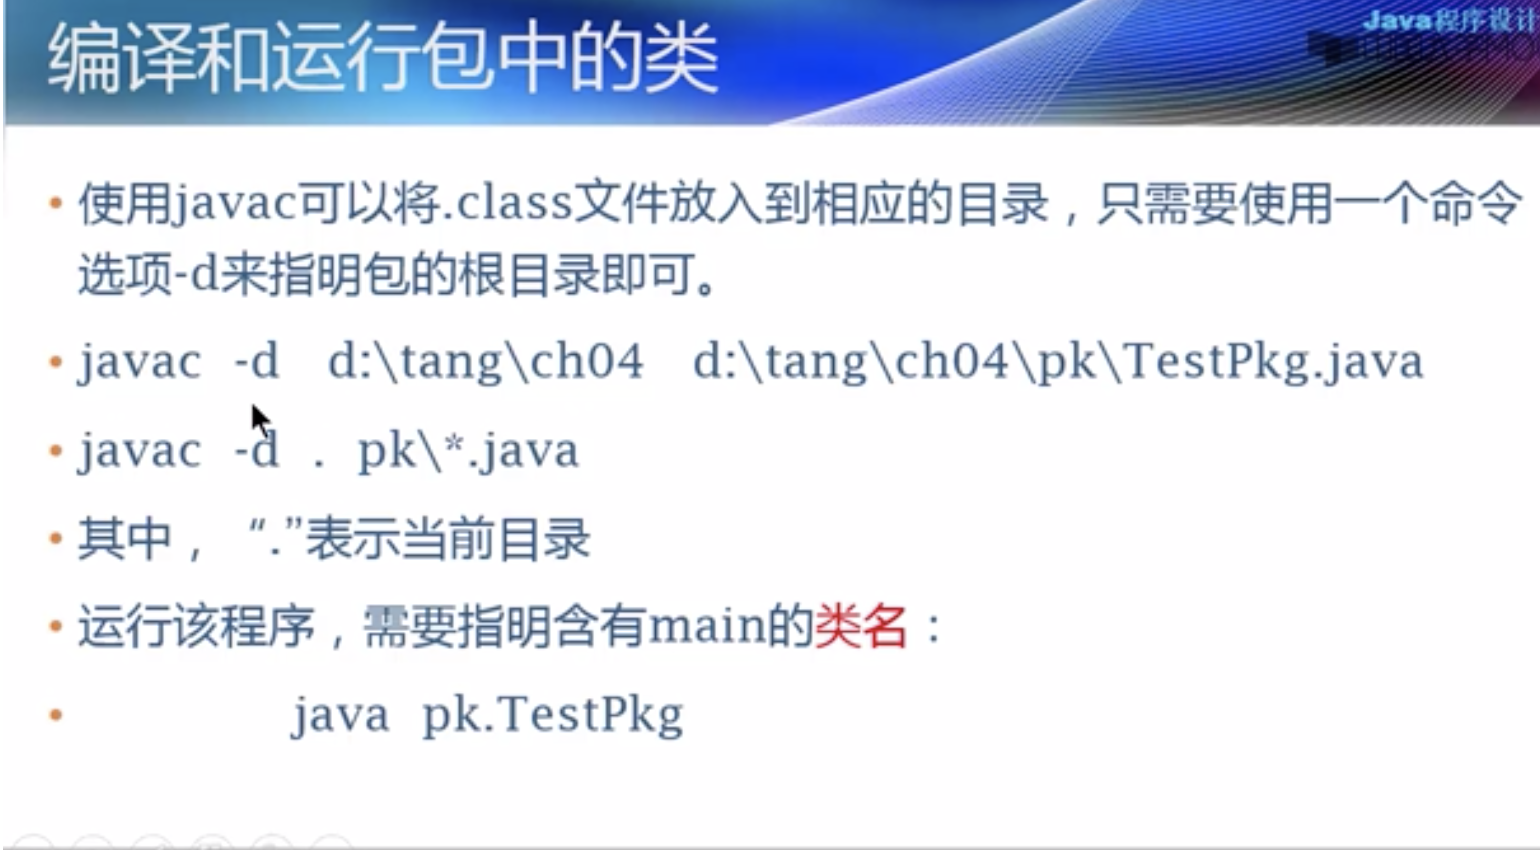 Java程序设计
编译和运行包中的类
• 使用javac可以将.class文件放入到相应的目录，只需要使用一个命令
选项-d来指明包的根目录即可。
• javac -d d:\tang\ch04 d:\tang\ch04\pk\TestPkg.java
• javac -d . pk\*.java
• 其中， “.”表示当前目录
• 运行该程序，需要指明含有main的类名：
• java pk.TestPkg